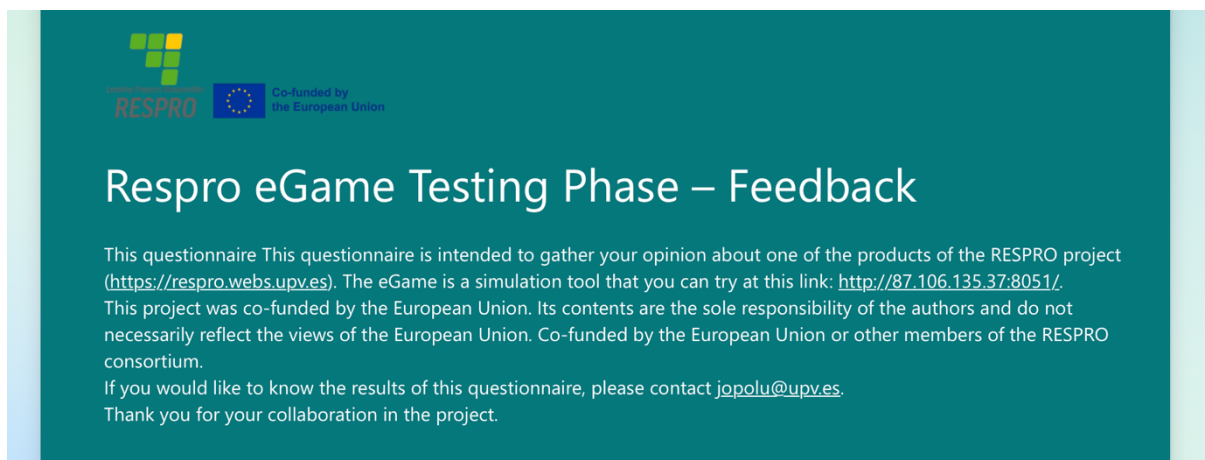 RESPRO
Co-funded by
the European Union
Respro eGame Testing Phase – Feedback
This questionnaire This questionnaire is intended to gather your opinion about one of the products of the RESPRO project
(https://respro.webs.upv.es). The eGame is a simulation tool that you can try at this link: http://87.106.135.37:8051/.
This project was co-funded by the European Union. Its contents are the sole responsibility of the authors and do not
necessarily reflect the views of the European Union. Co-funded by the European Union or other members of the RESPRO
consortium.
If you would like to know the results of this questionnaire, please contact jopolu@upv.es.
Thank you for your collaboration in the project.